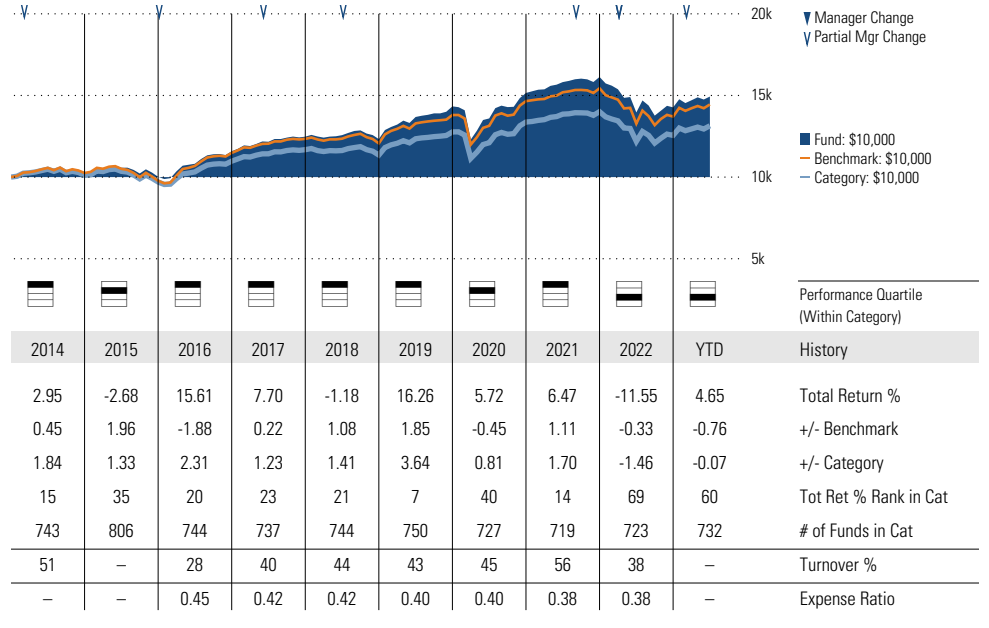 20k
Manager Change
Partial Mgr Change
15k
Fund: $10,000
Benchmark: $10,000
Category: $10,000
10k
5k
Performance Quartile
(Within Category)
2014 2015 2016 2017 2018 2019 2020 2021 2022 YTD History
2.95 -2.68 15.61 7.70 -1.18 16.26 5.72 6.47 -11.55 4.65 Total Return %
0.45 1.96 -1.88 0.22 1.08 1.85 -0.45 1.11 -0.33 -0.76 +/- Benchmark
1.84 1.33 2.31 1.23 1.41 3.64 0.81 1.70 -1.46 -0.07 +/- Category
15 35 20 23 21 7 40 14 69 60 Tot Ret % Rank in Cat
743 806 744 737 744 750 727 719 723 732 # of Funds in Cat
51 – 28 40 44 43 45 56 38 – Turnover %
– – 0.45 0.42 0.42 0.40 0.40 0.38 0.38 – Expense Ratio